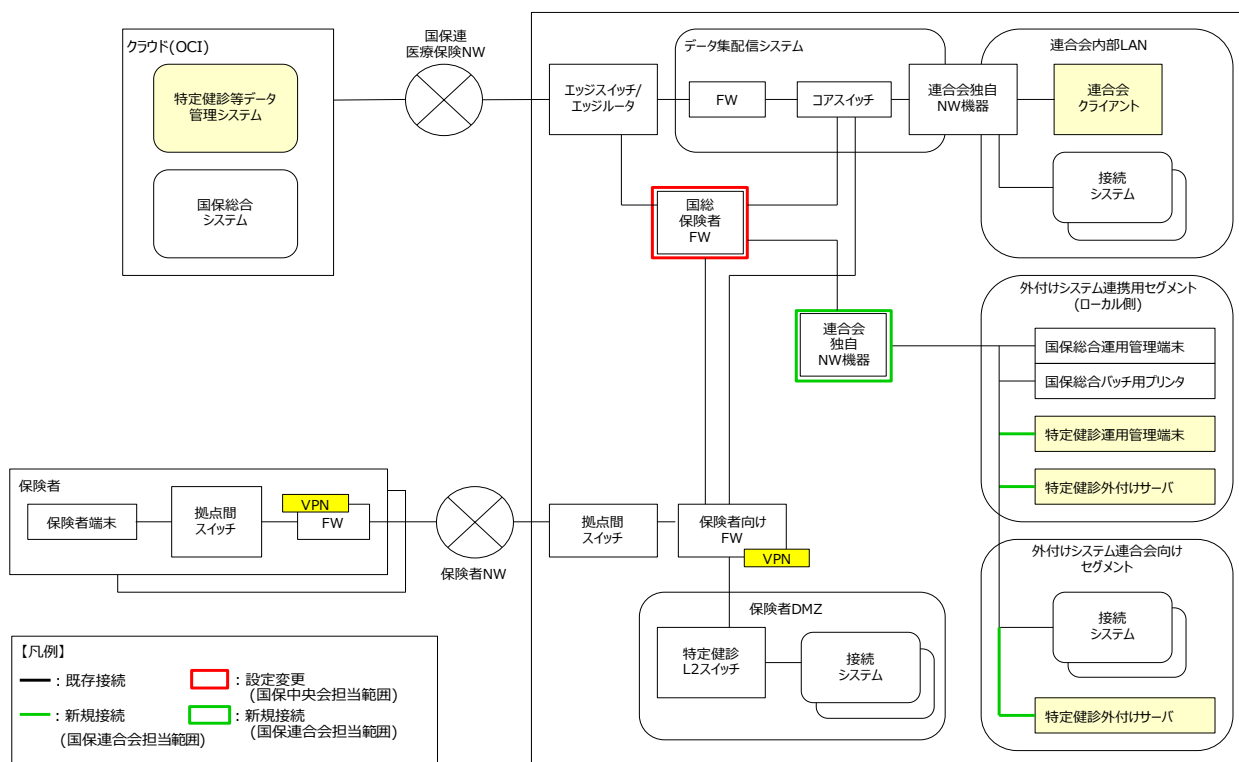 クラウド(OCI)
特定健診等データ
管理システム
国保総合
システム
国保連
医療保険NW
エッジスイッチ/
エッジルータ
データ集配信システム
FW
コアスイッチ
連合会独自
NW機器
連合会内部LAN
連合会
クライアント
接続
システム
国総
保険者
FW
連合会
独自
NW機器
外付けシステム連携用セグメント
(ローカル側)
国保総合運用管理端末
国保総合バッチ用プリンタ
特定健診運用管理端末
特定健診外付けサーバ
保険者
保険者端末
拠点間
スイッチ
VPN
FW
保険者NW
拠点間
スイッチ
保険者向け
FW
VPN
外付けシステム連合会向け
セグメント
接続
システム
特定健診外付けサーバ
保険者DMZ
特定健診
L2スイッチ
接続
システム
【凡例】
：既存接続
：設定変更
(国保中央会担当範囲)
：新規接続
(国保連合会担当範囲)
：新規接続
(国保連合会担当範囲)